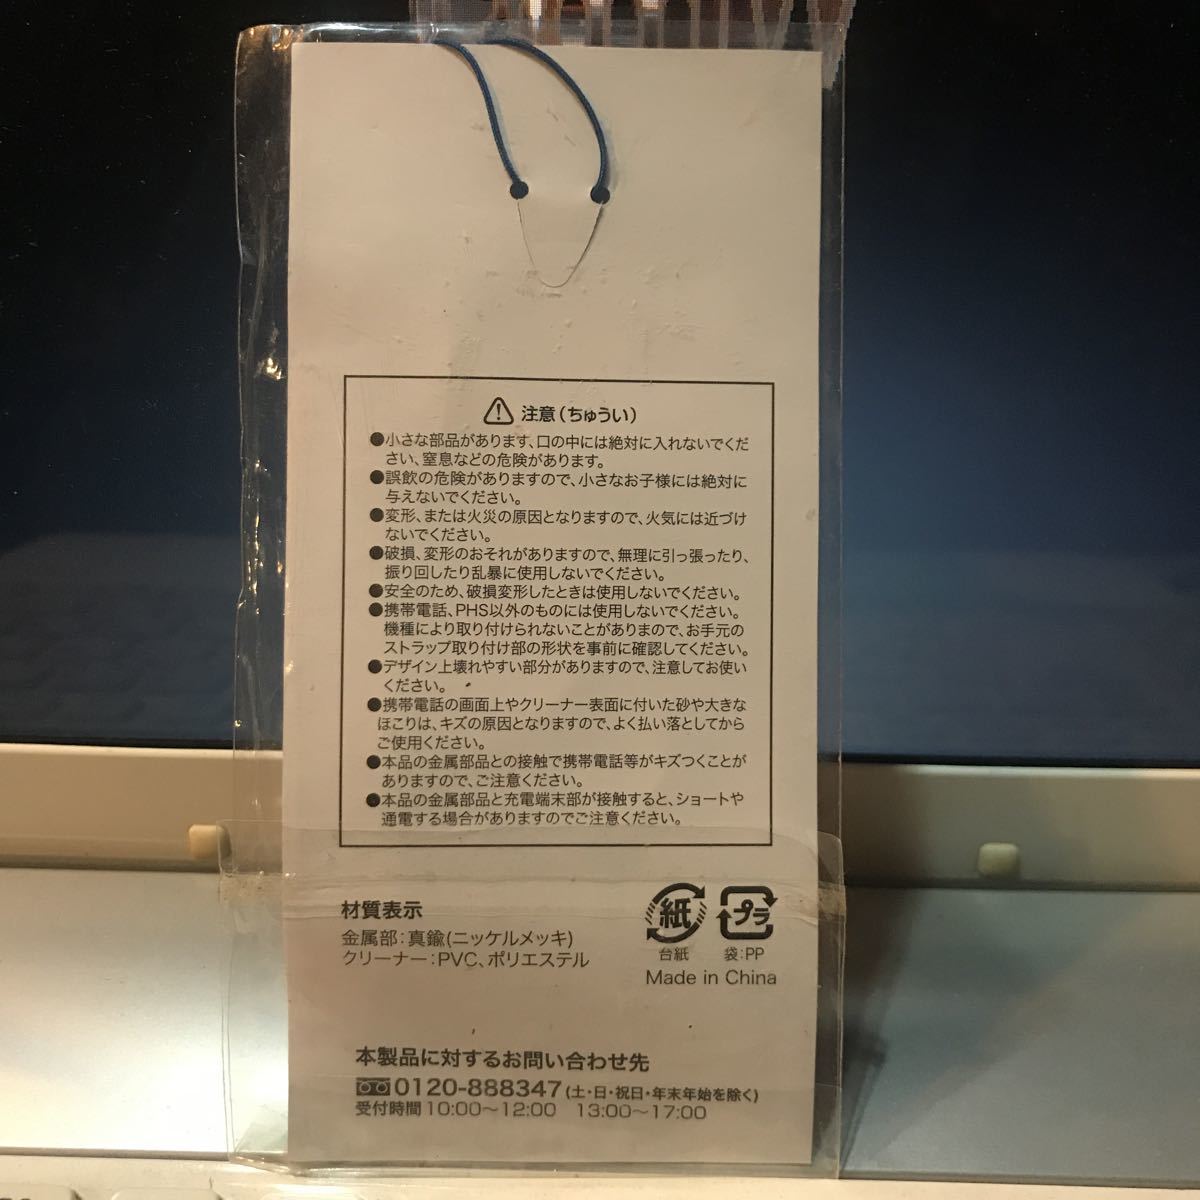 注意(ちゅうい)
●小さな部品があります、口の中には絶対に入れないでくだ
さい、窒息などの危険があります。
●誤飲の危険がありますので、小さなお子様には絶対に
与えないでください。
●変形、または火災の原因となりますので、火気には近づけ
ないでください。
●破損、変形のおそれがありますので、無理に引っ張ったり、
振り回したり乱暴に使用しないでください。
●安全のため、破損変形したときは使用しないでください。
●携帯電話、PHS以外のものには使用しないでください。
機種により取り付けられないことがありまので、お手元の
ストラップ取り付け部の形状を事前に確認してください。
●デザイン上壊れやすい部分がありますので、注意してお使い
ください。
●携帯電話の画面上やクリーナー表面に付いた砂や大きな
ほこりは、キズの原因となりますので、よく払い落としてから
ご使用ください。
●本品の金属部品との接触で携帯電話等がキズつくことが
ありますので、ご注意ください。
●本品の金属部品と充電端末部が接触すると、ショートや
通電する場合がありますのでご注意ください。
材質表示
金属部:真鍮(ニッケルメッキ)
クリーナー:PVC、ポリエステル
紙 プラ
台紙 袋:PP
Made in China
本製品に対するお問い合わせ先
0120-888347(土・日・祝日・年末年始を除く)
受付時間 10:00〜12:00 13:00〜17:00